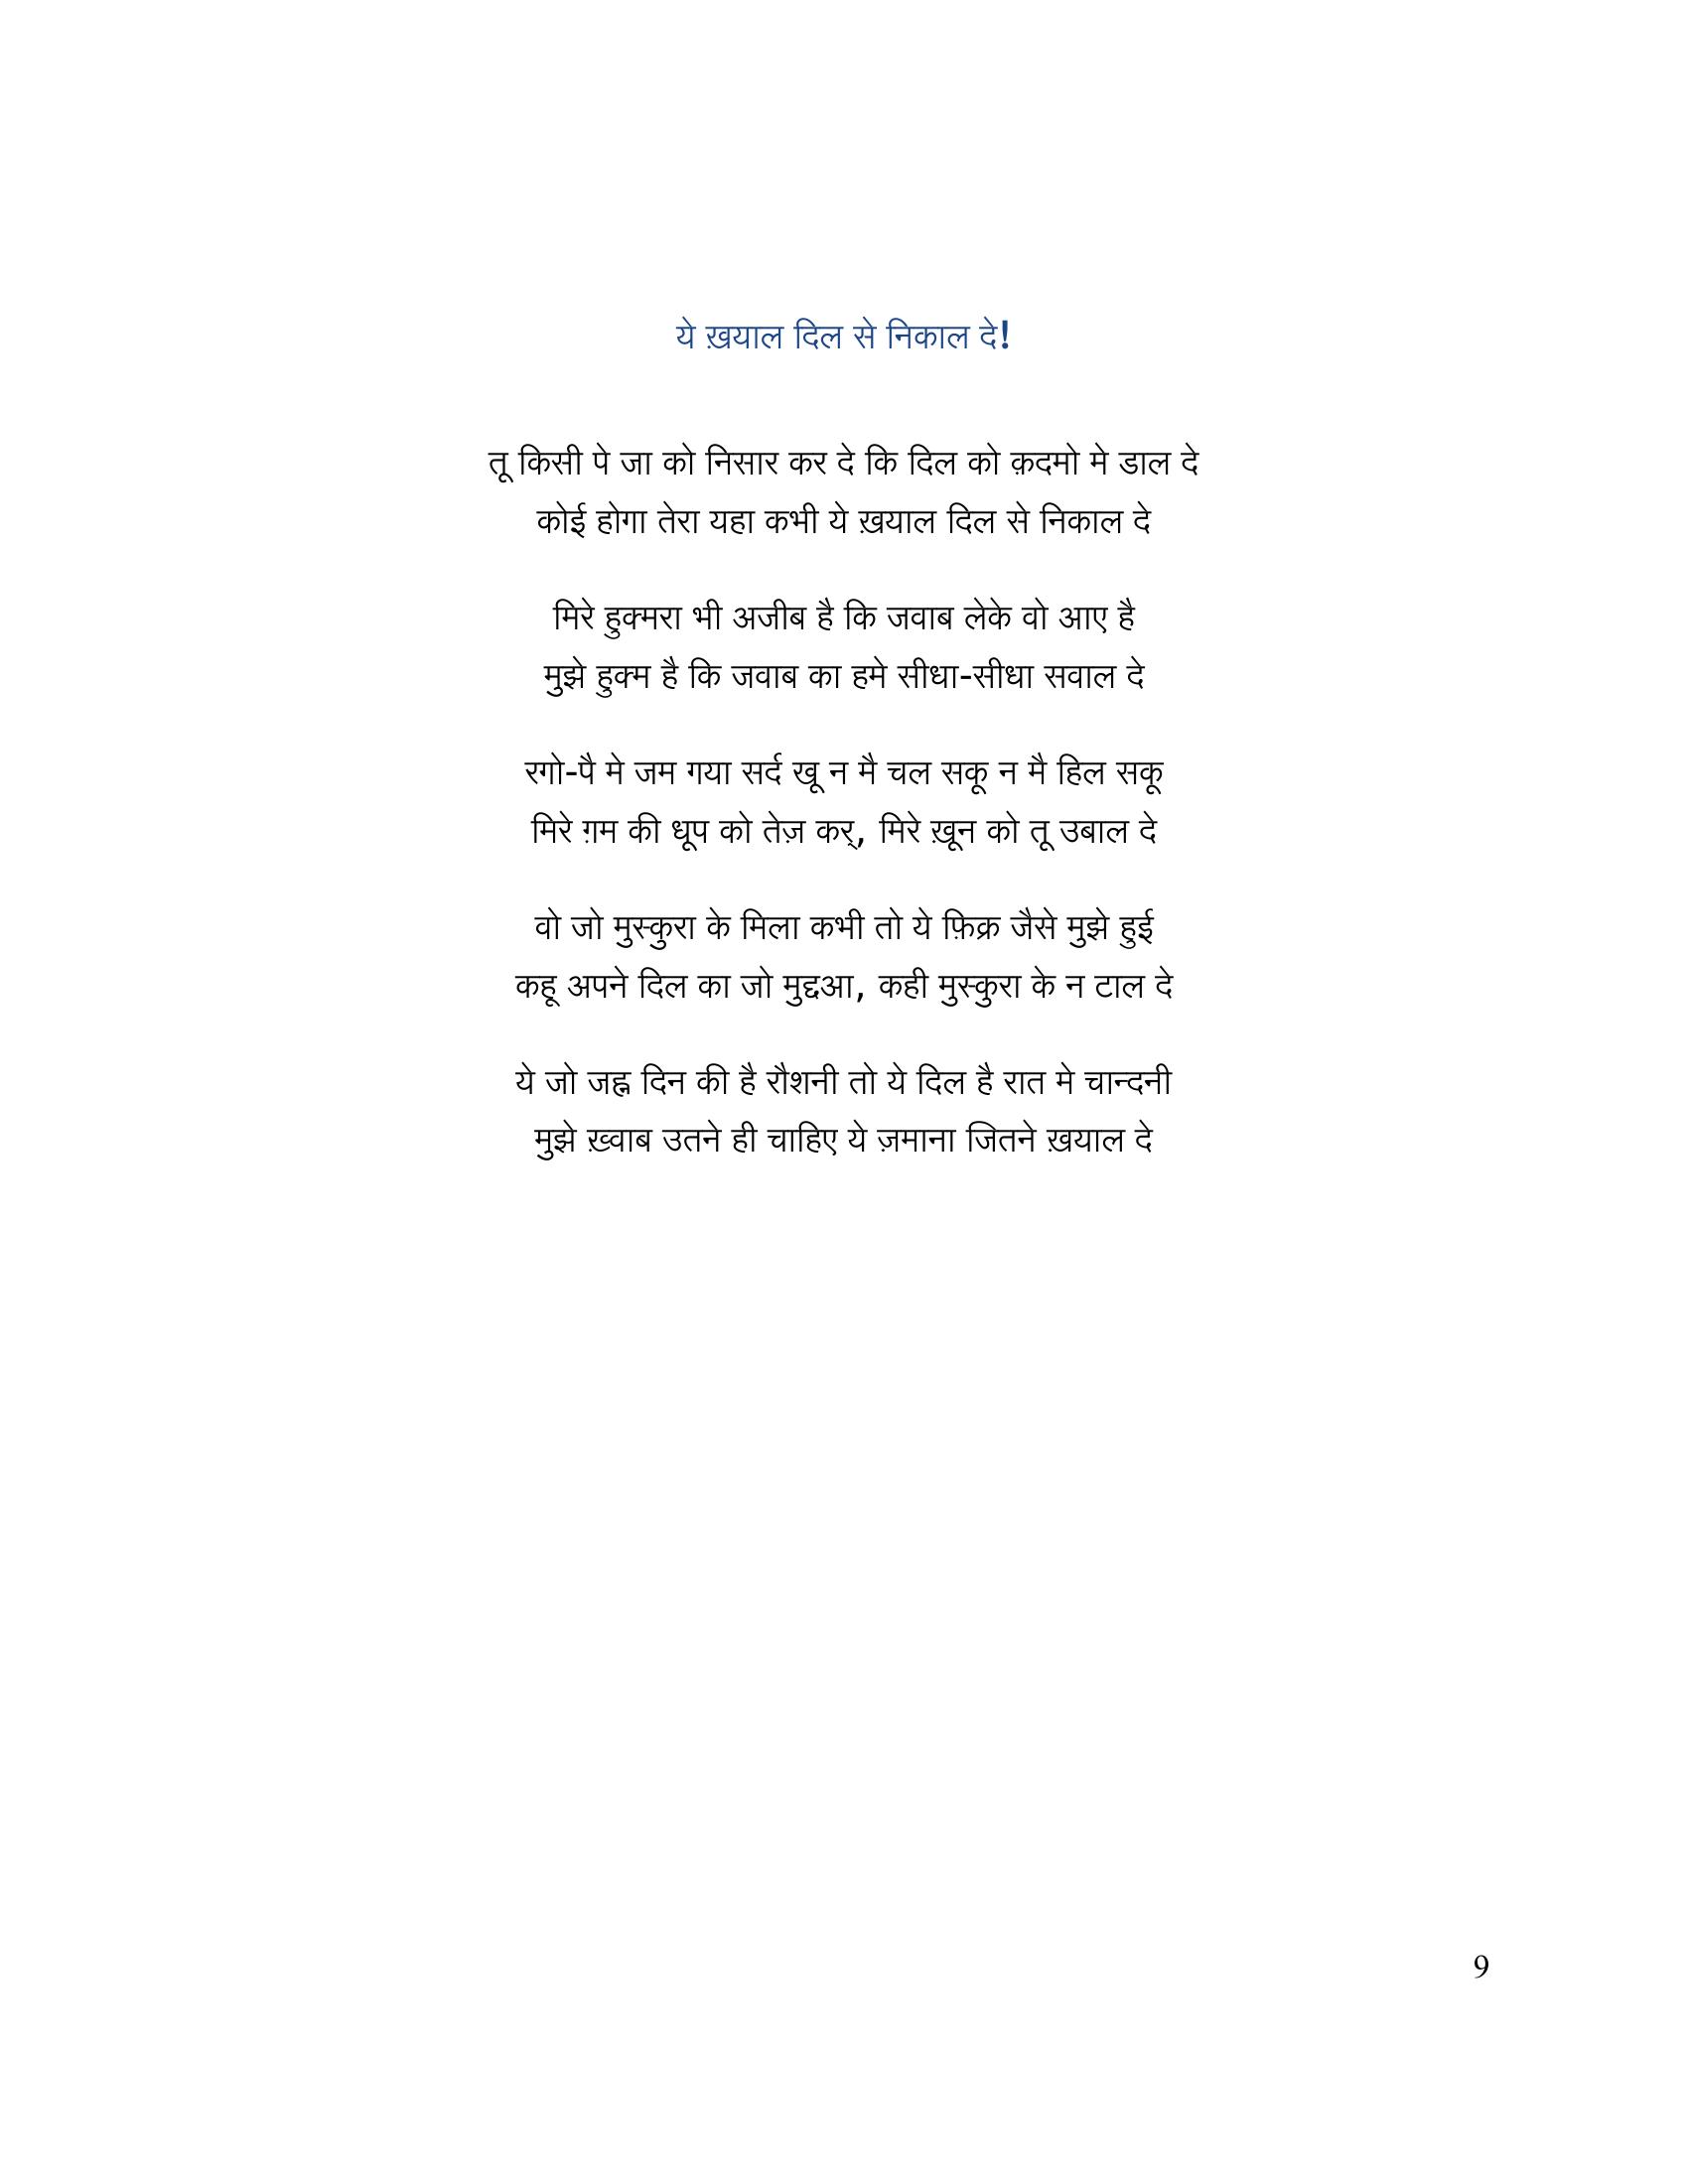 ये ख़याल दिल से निकाल दे!
तू किसी पे जा को निसार कर दे कि दिल को क़दमो मे डाल दे
कोई होगा तेरा यहा कभी ये ख़याल दिल से निकाल दे
मिरे हुक्मरा भी अजीब है कि जवाब लेके वो आए है
मुझे हुक्म है कि जवाब का हमे सीधा-सीधा सवाल दे
रगो-पै मे जम गया सर्द खू न मै चल सकू न मै हिल सकू
मिरे ग़म की धूप को तेज़ कर्, मिरे ख़ून को तू उबाल दे
वो जो मुस्कुरा के मिला कभी तो ये फ़िक्र जैसे मुझे हुई
कहू अपने दिल का जो मुद्दआ, कही मुस्कुरा के न टाल दे
ये जो जह्न दिन की है रौशनी तो ये दिल है रात मे चान्दनी
मुझे ख़्वाब उतने ही चाहिए ये ज़माना जितने ख़याल दे
9